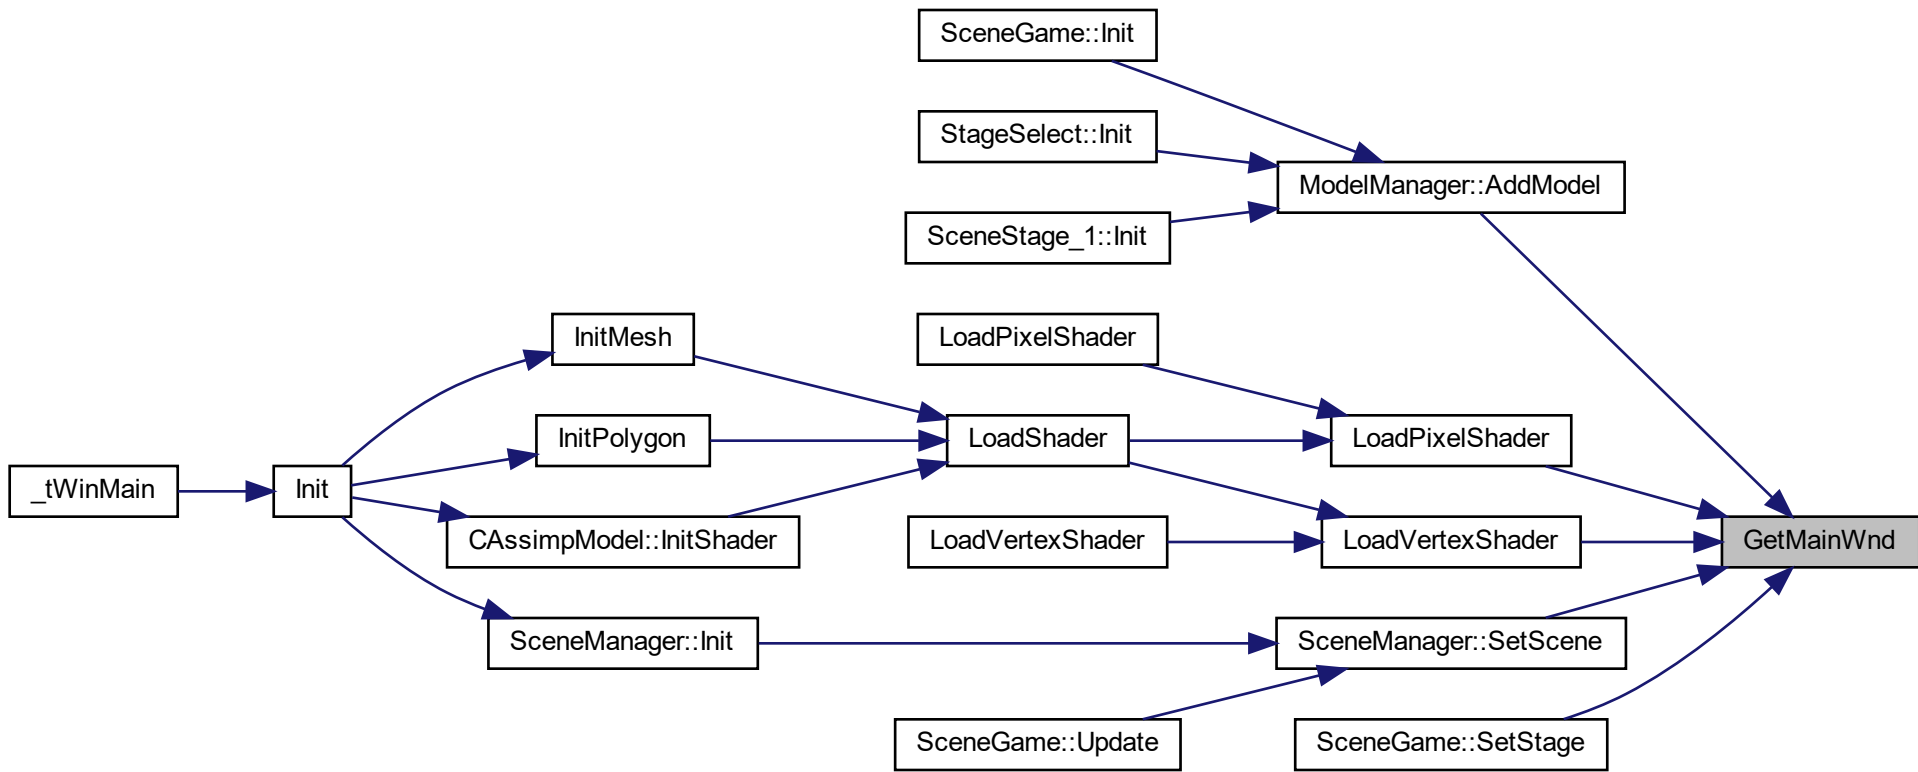 SceneGame::Init
StageSelect::Init
ModelManager::AddModel
SceneStage_1::Init
InitMesh
LoadPixelShader
InitPolygon
LoadShader
LoadPixelShader
_tWinMain
Init
CAssimpModel::InitShader
LoadVertexShader
LoadVertexShader
GetMainWnd
SceneManager::Init
SceneManager::SetScene
SceneGame::Update
SceneGame::SetStage